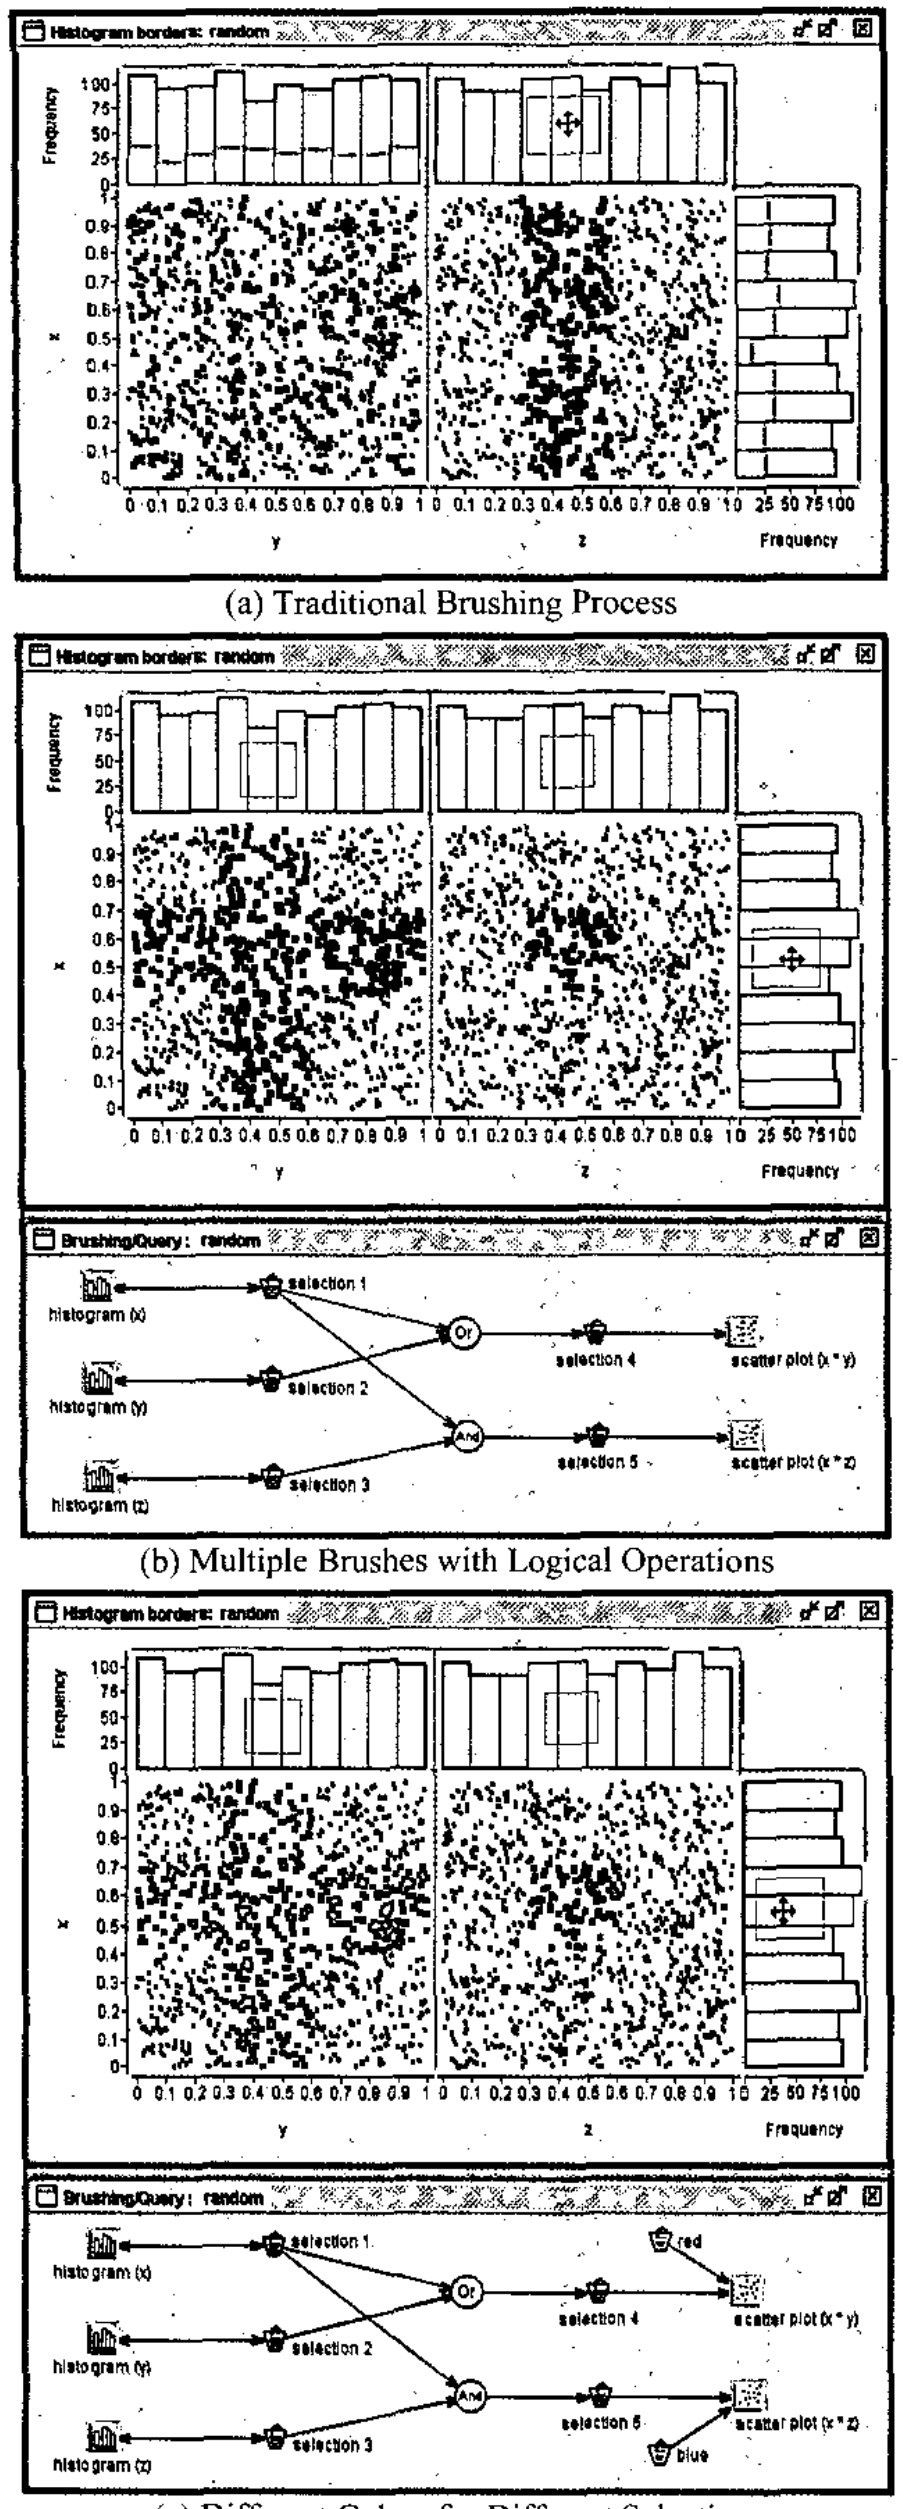 Histogram borders: random
Frequency
100
75
50
25
0
1
0.9
0.8
0.7
0.6
0.5
0.4
0.3
0.2
0.1
0
x
0 0.1 0.2 0.3 0.4 0.5 0.6 0.7 0.8 0.9 1 0 0.1 0.2 0.3 0.4 0.5 0.6 0.7 0.8 0.9 1 0 25 50 75 100
y z Frequency
(a) Traditional Brushing Process
Histogram borders: random
Frequency
100
75
50
25
0
1
0.9
0.8
0.7
0.6
0.5
0.4
0.3
0.2
0.1
0
x
0 0.1 0.2 0.3 0.4 0.5 0.6 0.7 0.8 0.9 1 0 0.1 0.2 0.3 0.4 0.5 0.6 0.7 0.8 0.9 1 0 25 50 75 100
y z Frequency
Brushing/Query: random
selection 1
histogram (x)
Or
selection 4
scatter plot (x * y)
selection 2
histogram (y)
And
selection 5
scatter plot (x * z)
selection 3
histogram (z)
(b) Multiple Brushes with Logical Operations
Histogram borders: random
Frequency
100
75
50
25
0
1
0.9
0.8
0.7
0.6
0.5
0.4
0.3
0.2
0.1
0
x
0 0.1 0.2 0.3 0.4 0.5 0.6 0.7 0.8 0.9 1 0 0.1 0.2 0.3 0.4 0.5 0.6 0.7 0.8 0.9 1 0 25 50 75 100
y z Frequency
Brushing/Query: random
selection 1
red
histogram (x)
Or
selection 4
scatter plot (x * y)
selection 2
histogram (y)
And
selection 5
scatter plot (x * z)
selection 3
blue
histogram (z)